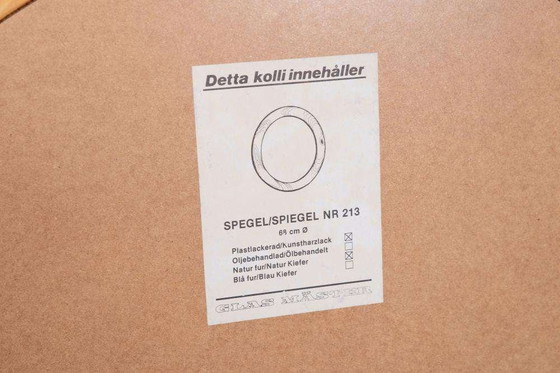 Detta kolli innehåller
SPEGEL/SPIEGEL NR 213
cm Ø
Plastlackerad/Kunstharzlack
Oljebehandlad/Ölbehandelt
Natur fur/Natur Kiefer
Blå fur/Blau Kiefer
GLAS MÄSTER